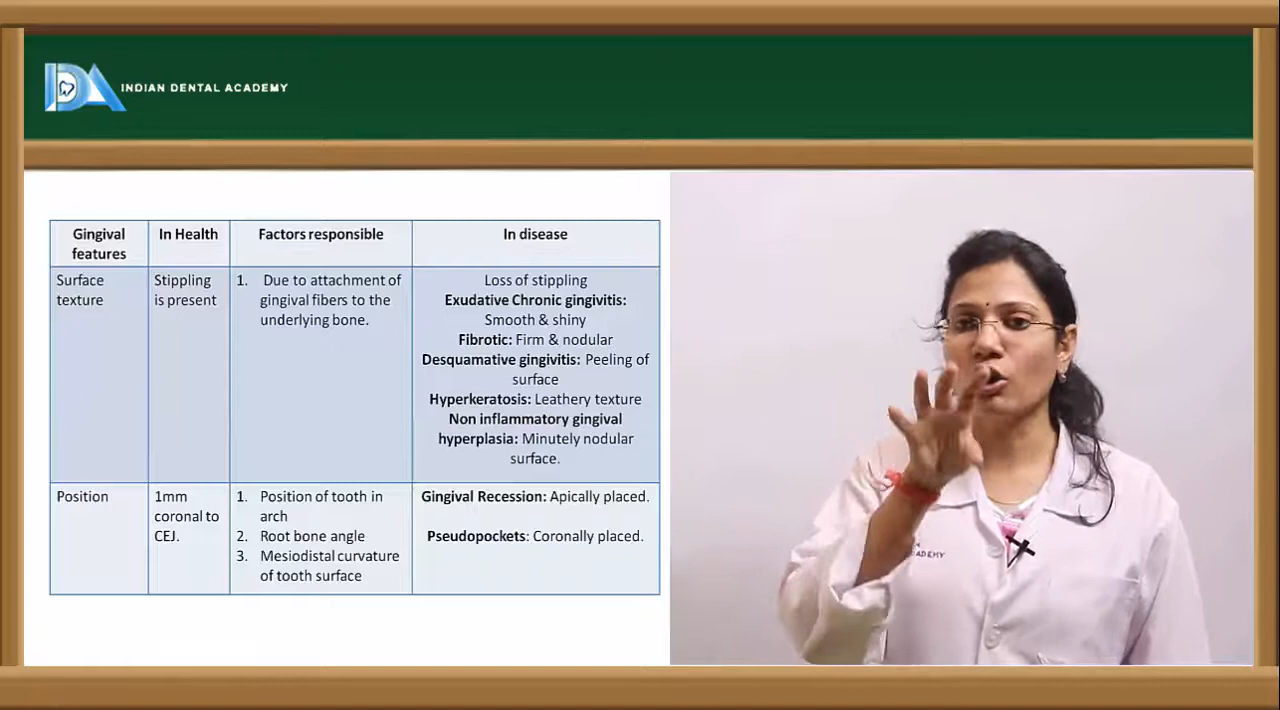 INDIAN DENTAL ACADEMY
Gingival
features
In Health
Factors responsible
In disease
Surface
texture
Stippling
is present
1. Due to attachment of
gingival fibers to the
underlying bone.
Loss of stippling
Exudative Chronic gingivitis:
Smooth & shiny
Fibrotic: Firm & nodular
Desquamative gingivitis: Peeling of
surface
Hyperkeratosis: Leathery texture
Non inflammatory gingival
hyperplasia: Minutely nodular
surface.
Position
1mm
coronal to
CEJ.
1. Position of tooth in
arch
2. Root bone angle
3. Mesiodistal curvature
of tooth surface
Gingival Recession: Apically placed.
Pseudopockets: Coronally placed.